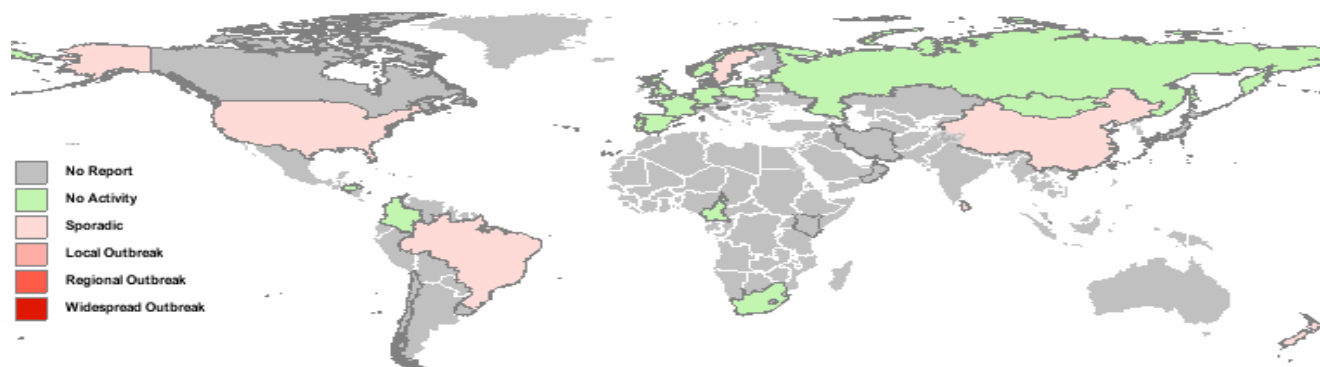 No Report
No Activity
Sporadic
Local Outbreak
Regional Outbreak
Widespread Outbreak